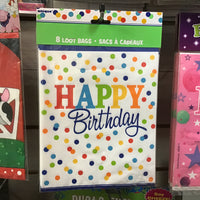 8 LOOT BAGS • SACS À CADEAUX
HAPPY
Birthday